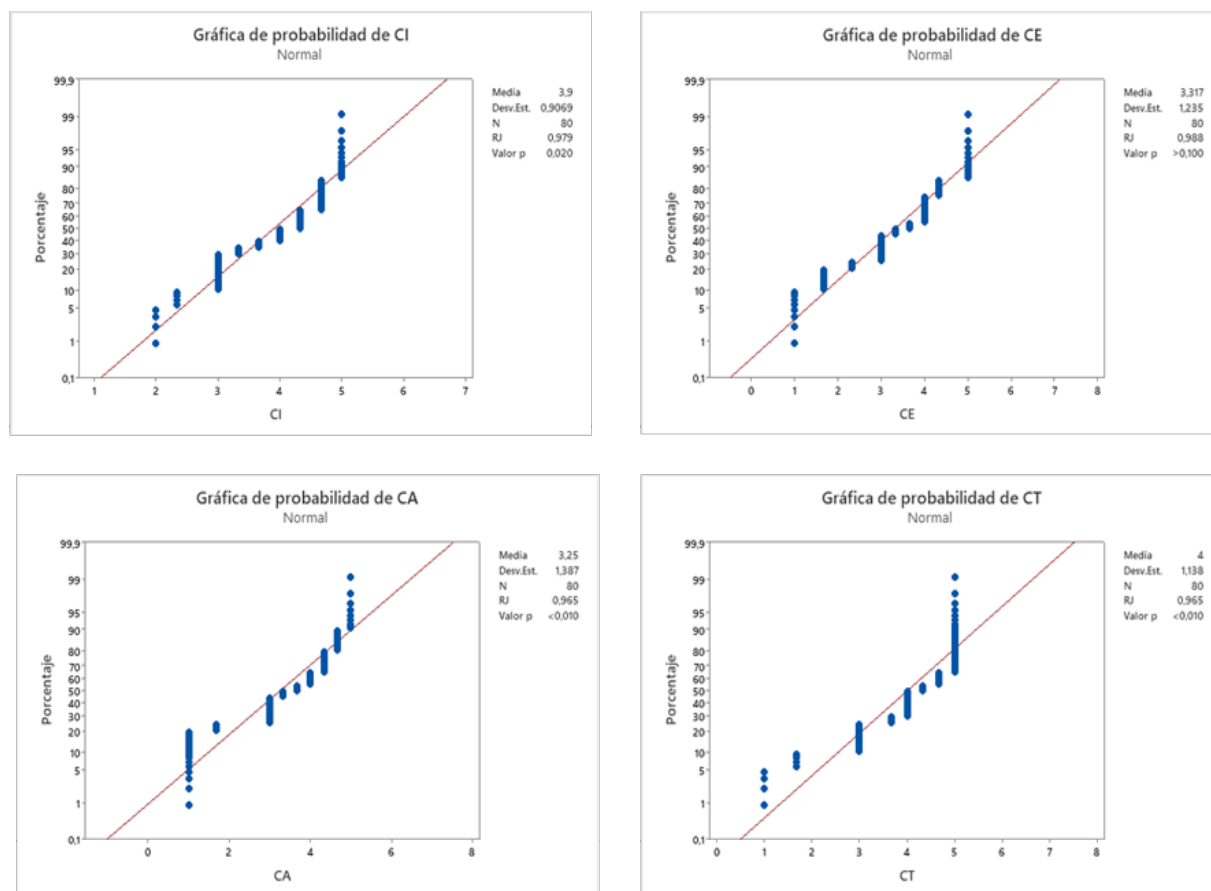 Gráfica de probabilidad de CI
Normal
99,9
99
95
90
80
70
60
50
40
30
20
10
5
1
0,1
Porcentaje
1 2 3 4 5 6 7
CI
Media 3,9
Desv.Est. 0,9069
N 80
RJ 0,979
Valor p 0,020
Gráfica de probabilidad de CE
Normal
99,9
99
95
90
80
70
60
50
40
30
20
10
5
1
0,1
Porcentaje
0 1 2 3 4 5 6 7 8
CE
Media 3,317
Desv.Est. 1,235
N 80
RJ 0,988
Valor p >0,100
Gráfica de probabilidad de CA
Normal
99,9
99
95
90
80
70
60
50
40
30
20
10
5
1
0,1
Porcentaje
0 2 4 6 8
CA
Media 3,25
Desv.Est. 1,387
N 80
RJ 0,965
Valor p <0,010
Gráfica de probabilidad de CT
Normal
99,9
99
95
90
80
70
60
50
40
30
20
10
5
1
0,1
Porcentaje
0 1 2 3 4 5 6 7 8
CT
Media 4
Desv.Est. 1,138
N 80
RJ 0,965
Valor p <0,010